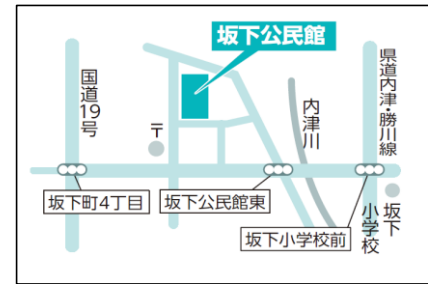 坂下公民館
国道19号
〒
内津川
県道内津・勝川線
坂下町4丁目
坂下公民館東
坂下小学校前
坂下
小学校